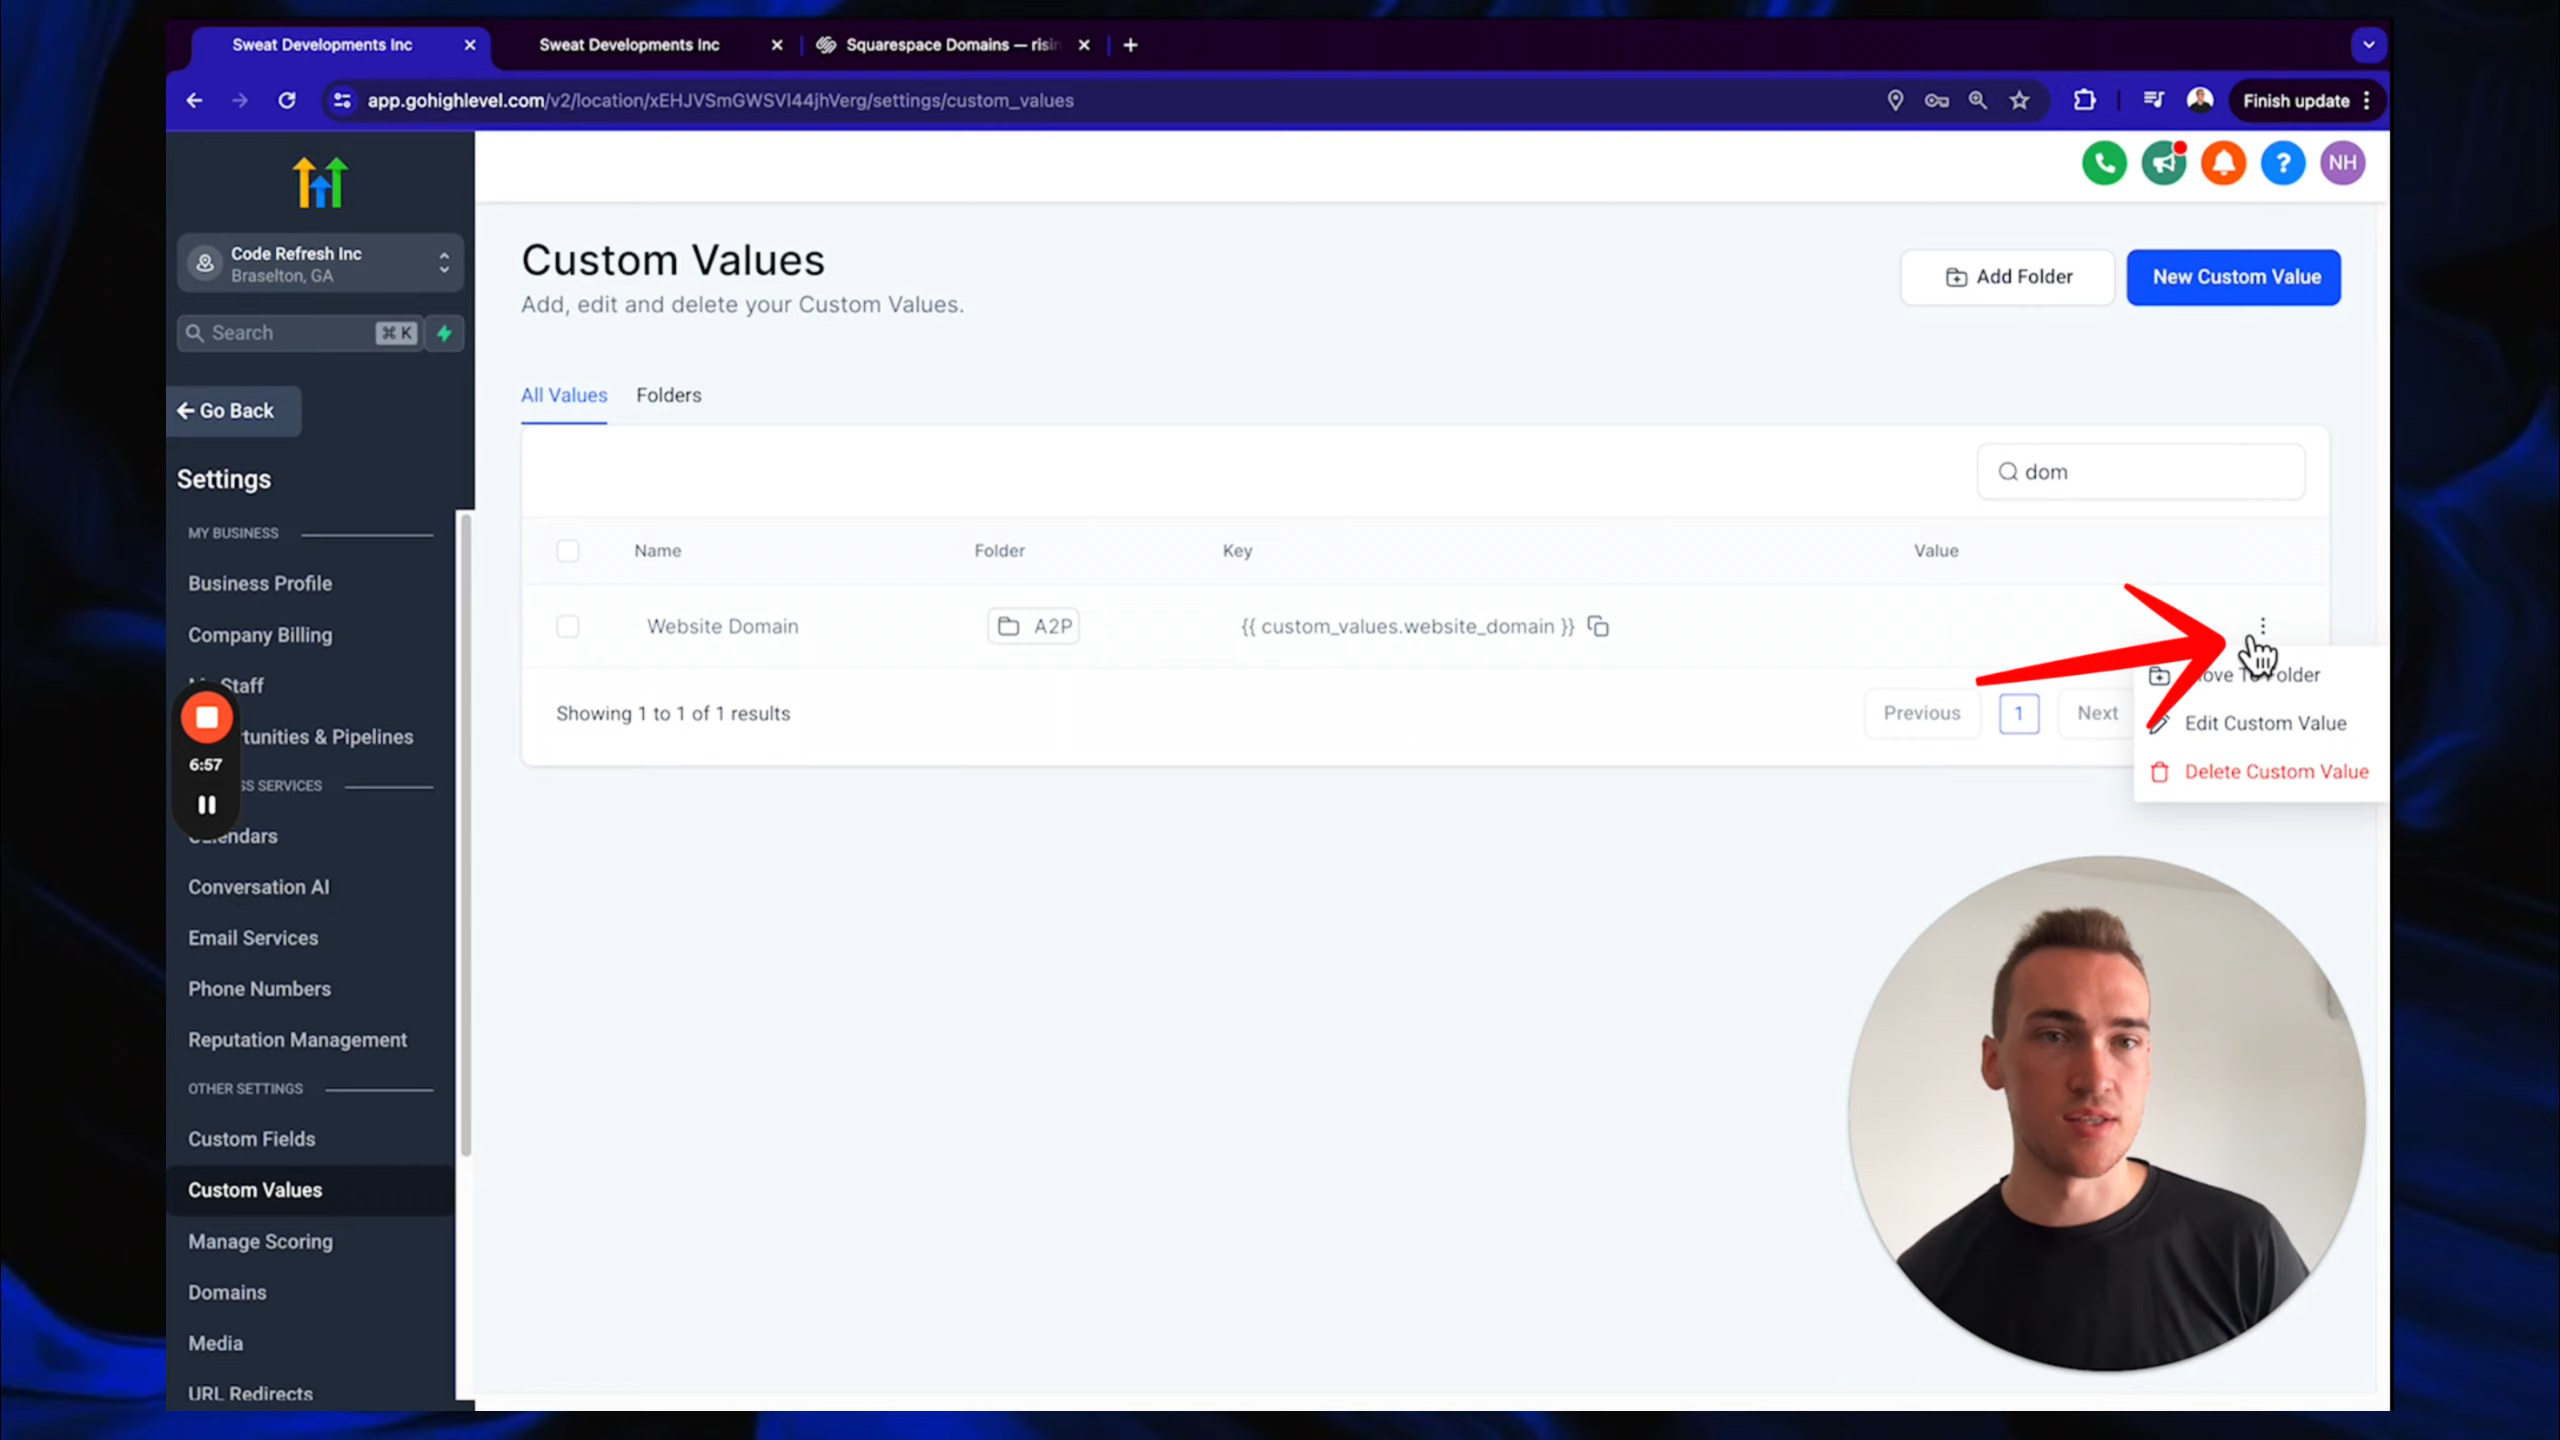 Sweat Developments Inc
Sweat Developments Inc
Squarespace Domains — risin
app.gohighlevel.com/v2/location/xEHJVSmGWSVl44jhVerg/settings/custom_values
Finish update
NH
Code Refresh Inc
Braselton, GA
Search
⌘ K
Go Back
Settings
MY BUSINESS
Business Profile
Company Billing
Staff
tunities & Pipelines
6:57
SS SERVICES
endars
Conversation AI
Email Services
Phone Numbers
Reputation Management
OTHER SETTINGS
Custom Fields
Custom Values
Manage Scoring
Domains
Media
URL Redirects
Custom Values
Add, edit and delete your Custom Values.
Add Folder
New Custom Value
All Values Folders
dom
Name Folder Key Value
Website Domain A2P {{ custom_values.website_domain }}
Showing 1 to 1 of 1 results
Previous 1 Next
ove To Folder
Edit Custom Value
Delete Custom Value